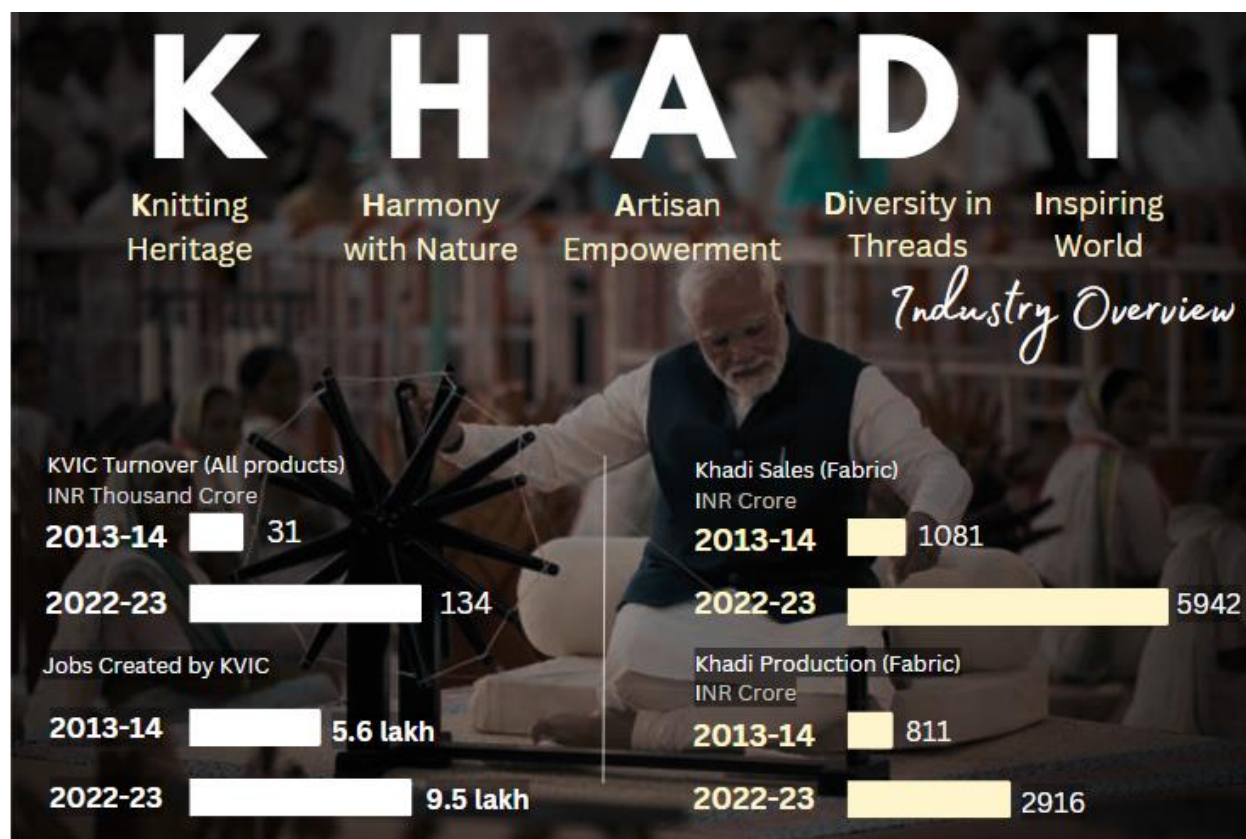 K H A D I
Knitting Heritage
Harmony with Nature
Artisan Empowerment
Diversity in Threads
Inspiring World
Industry Overview
KVIC Turnover (All products)
INR Thousand Crore
2013-14 31
2022-23 134
Jobs Created by KVIC
2013-14 5.6 lakh
2022-23 9.5 lakh
Khadi Sales (Fabric)
INR Crore
2013-14 1081
2022-23 5942
Khadi Production (Fabric)
INR Crore
2013-14 811
2022-23 2916